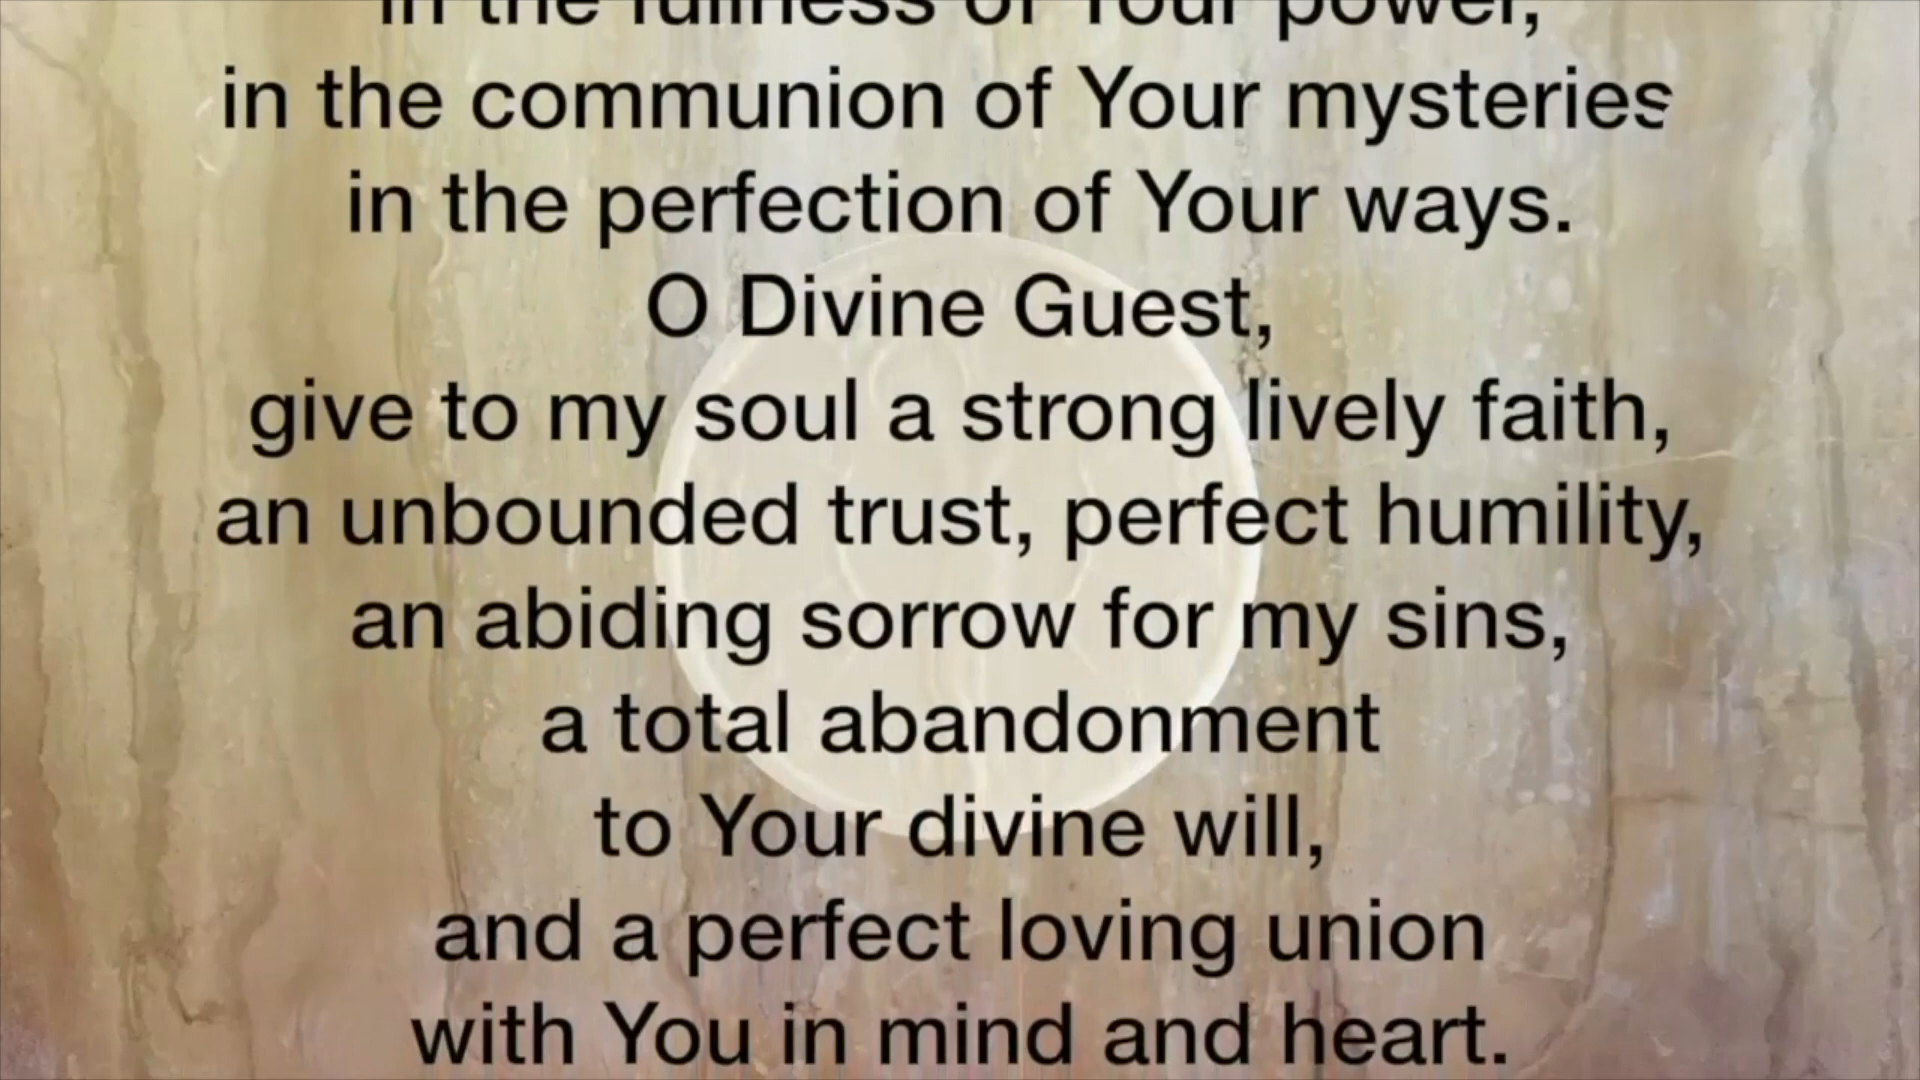 in the fullness of Your power,
in the communion of Your mysteries
in the perfection of Your ways.
O Divine Guest,
give to my soul a strong lively faith,
an unbounded trust, perfect humility,
an abiding sorrow for my sins,
a total abandonment
to Your divine will,
and a perfect loving union
with You in mind and heart.